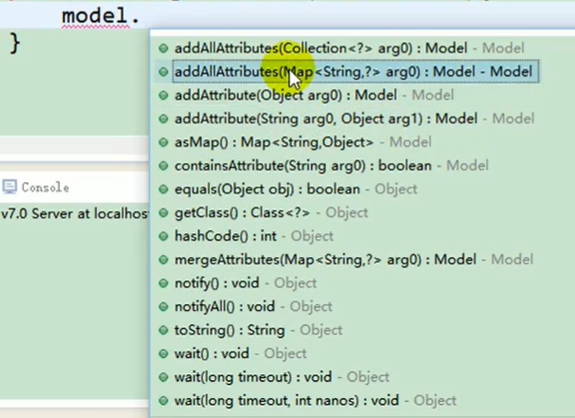 model.
}
addAllAttributes(Collection<?> arg0) : Model - Model
addAllAttributes(Map<String,?> arg0) : Model - Model
addAttribute(Object arg0) : Model - Model
addAttribute(String arg0, Object arg1) : Model - Model
asMap() : Map<String,Object> - Model
containsAttribute(String arg0) : boolean - Model
equals(Object obj) : boolean - Object
getClass() : Class<?> - Object
hashCode() : int - Object
mergeAttributes(Map<String,?> arg0) : Model - Model
notify() : void - Object
notifyAll() : void - Object
toString() : String - Object
wait() : void - Object
wait(long timeout) : void - Object
wait(long timeout, int nanos) : void - Object
Console
v7.0 Server at localhost